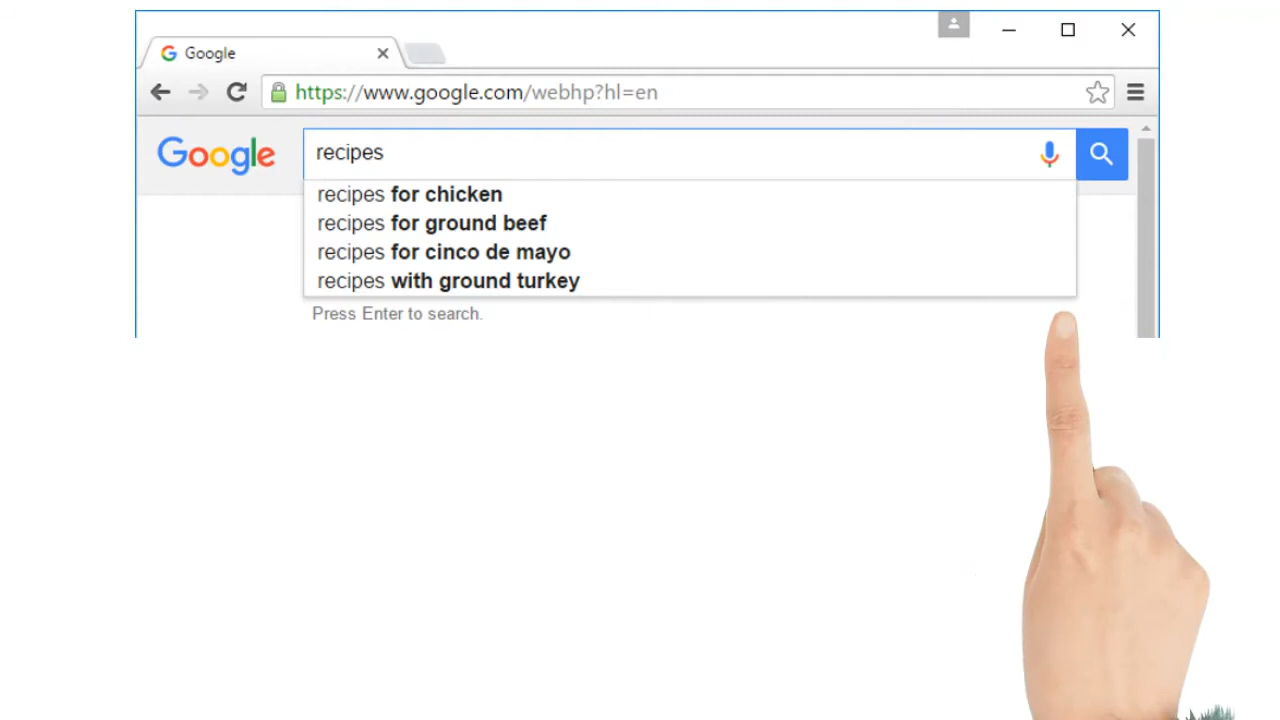 Google
https://www.google.com/webhp?hl=en
Google
recipes
recipes for chicken
recipes for ground beef
recipes for cinco de mayo
recipes with ground turkey
Press Enter to search.